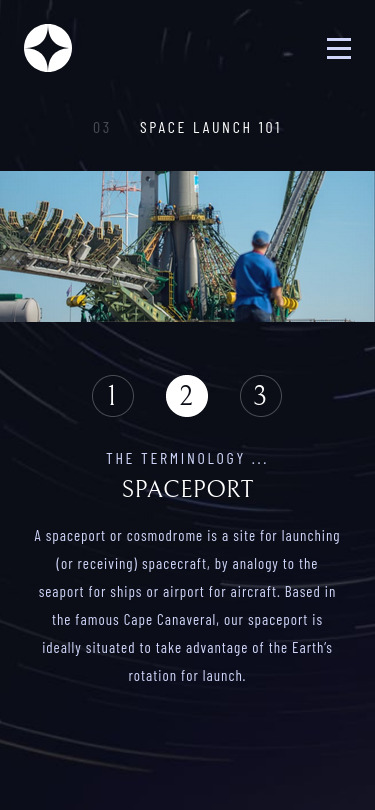 03 SPACE LAUNCH 101
1 2 3
THE TERMINOLOGY ...
SPACEPORT
A spaceport or cosmodrome is a site for launching
(or receiving) spacecraft, by analogy to the
seaport for ships or airport for aircraft. Based in
the famous Cape Canaveral, our spaceport is
ideally situated to take advantage of the Earth’s
rotation for launch.